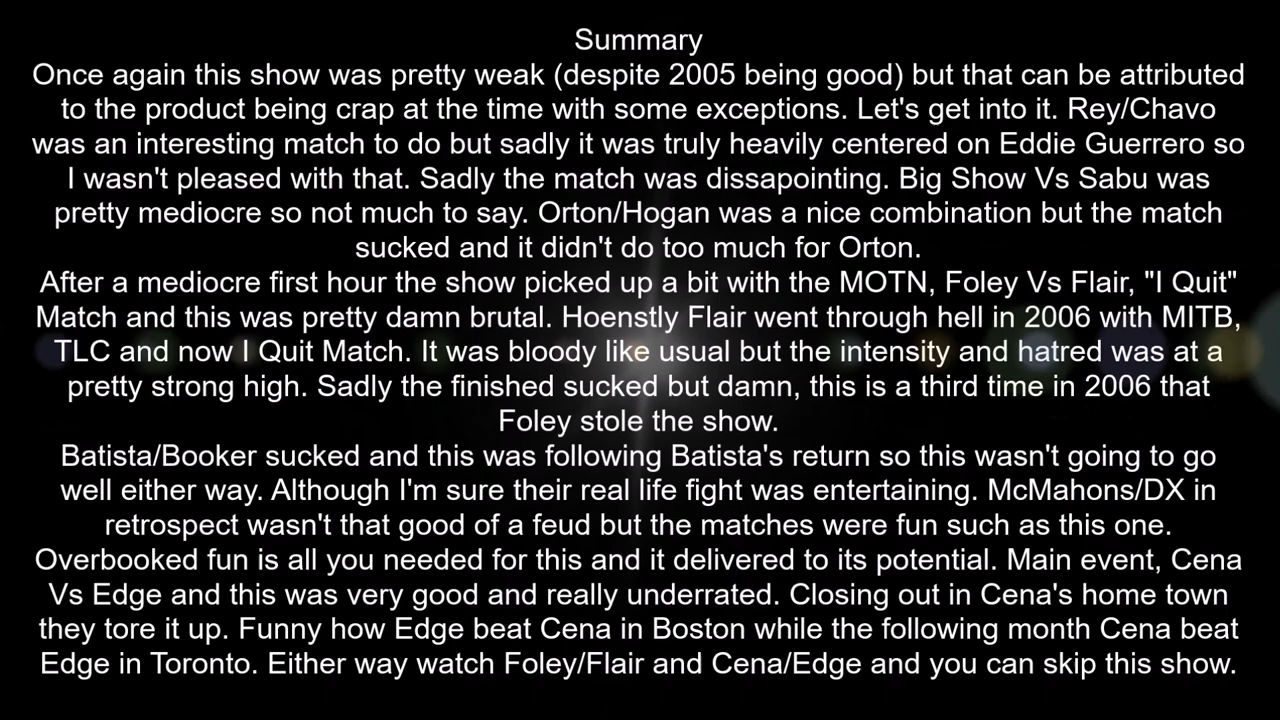 Summary
Once again this show was pretty weak (despite 2005 being good) but that can be attributed
to the product being crap at the time with some exceptions. Let's get into it. Rey/Chavo
was an interesting match to do but sadly it was truly heavily centered on Eddie Guerrero so
I wasn't pleased with that. Sadly the match was dissapointing. Big Show Vs Sabu was
pretty mediocre so not much to say. Orton/Hogan was a nice combination but the match
sucked and it didn't do too much for Orton.
After a mediocre first hour the show picked up a bit with the MOTN, Foley Vs Flair, "I Quit"
Match and this was pretty damn brutal. Hoenstly Flair went through hell in 2006 with MITB,
TLC and now I Quit Match. It was bloody like usual but the intensity and hatred was at a
pretty strong high. Sadly the finished sucked but damn, this is a third time in 2006 that
Foley stole the show.
Batista/Booker sucked and this was following Batista's return so this wasn't going to go
well either way. Although I'm sure their real life fight was entertaining. McMahons/DX in
retrospect wasn't that good of a feud but the matches were fun such as this one.
Overbooked fun is all you needed for this and it delivered to its potential. Main event, Cena
Vs Edge and this was very good and really underrated. Closing out in Cena's home town
they tore it up. Funny how Edge beat Cena in Boston while the following month Cena beat
Edge in Toronto. Either way watch Foley/Flair and Cena/Edge and you can skip this show.